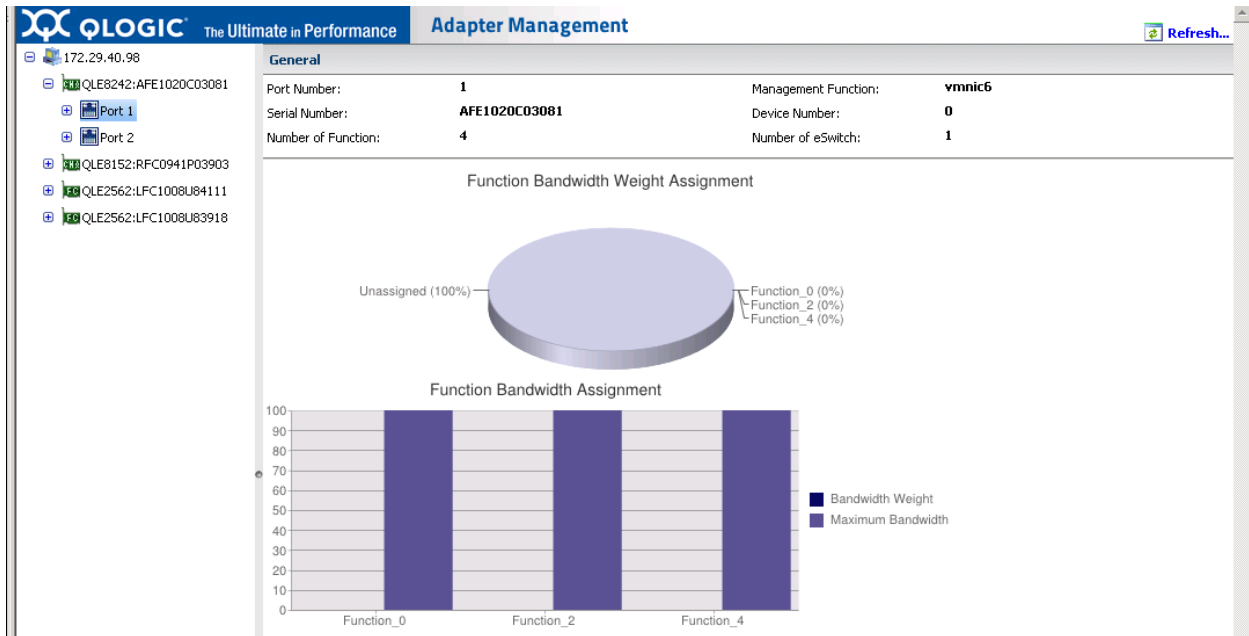 QLOGIC The Ultimate in Performance
Adapter Management
Refresh...
172.29.40.98
QLE8242:AFE1020C03081
Port 1
Port 2
QLE8152:RFC0941P03903
QLE2562:LFC1008U84111
QLE2562:LFC1008U83918
General
Port Number: 1 Management Function: vmnic6
Serial Number: AFE1020C03081 Device Number: 0
Number of Function: 4 Number of eSwitch: 1
Function Bandwidth Weight Assignment
Unassigned (100%)
Function_0 (0%)
Function_2 (0%)
Function_4 (0%)
Function Bandwidth Assignment
100
90
80
70
60
50
40
30
20
10
0
Function_0 Function_2 Function_4
Bandwidth Weight
Maximum Bandwidth